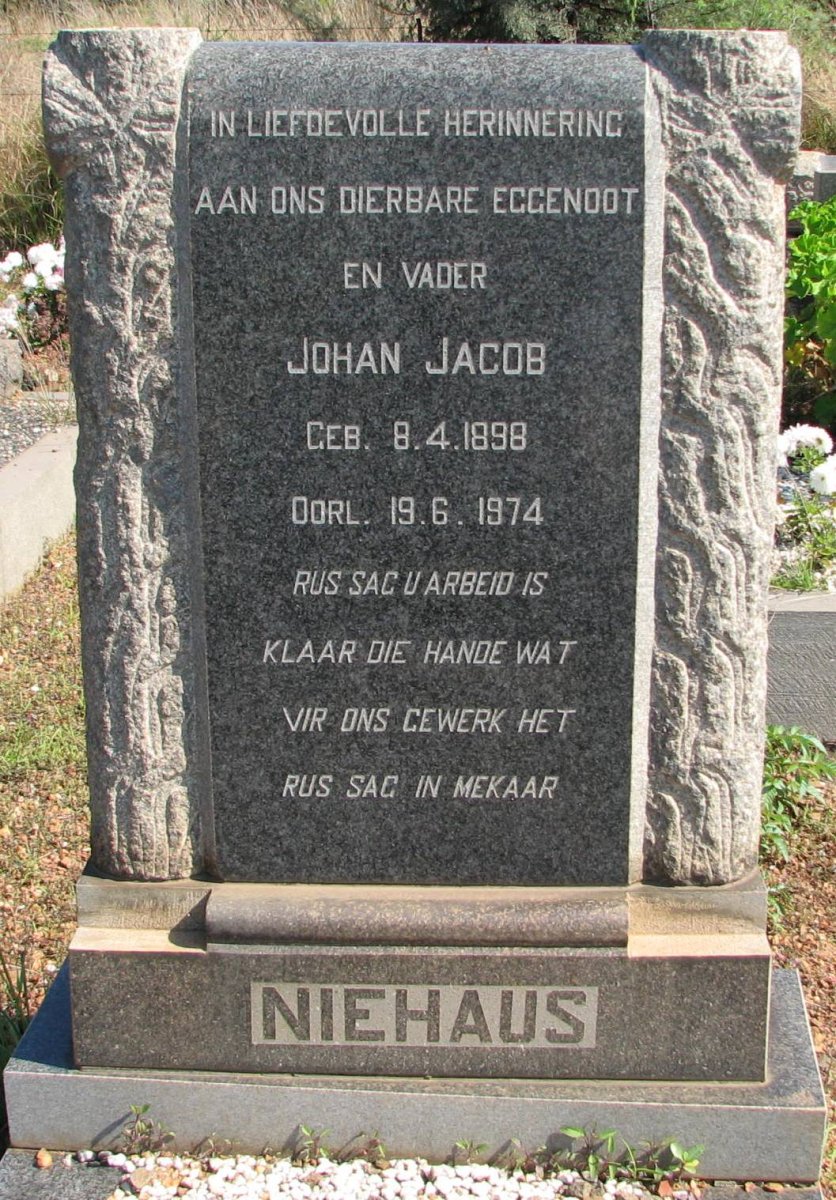 IN LIEFDEVOLLE HERINNERING
AAN ONS DIERBARE EGGENOOT
EN VADER
JOHAN JACOB
GEB. 8.4.1898
OORL. 19.6.1974
RUS SAG U ARBEID IS
KLAAR DIE HANDE WAT
VIR ONS GEWERK HET
RUS SAG IN MEKAAR
NIEHAUS